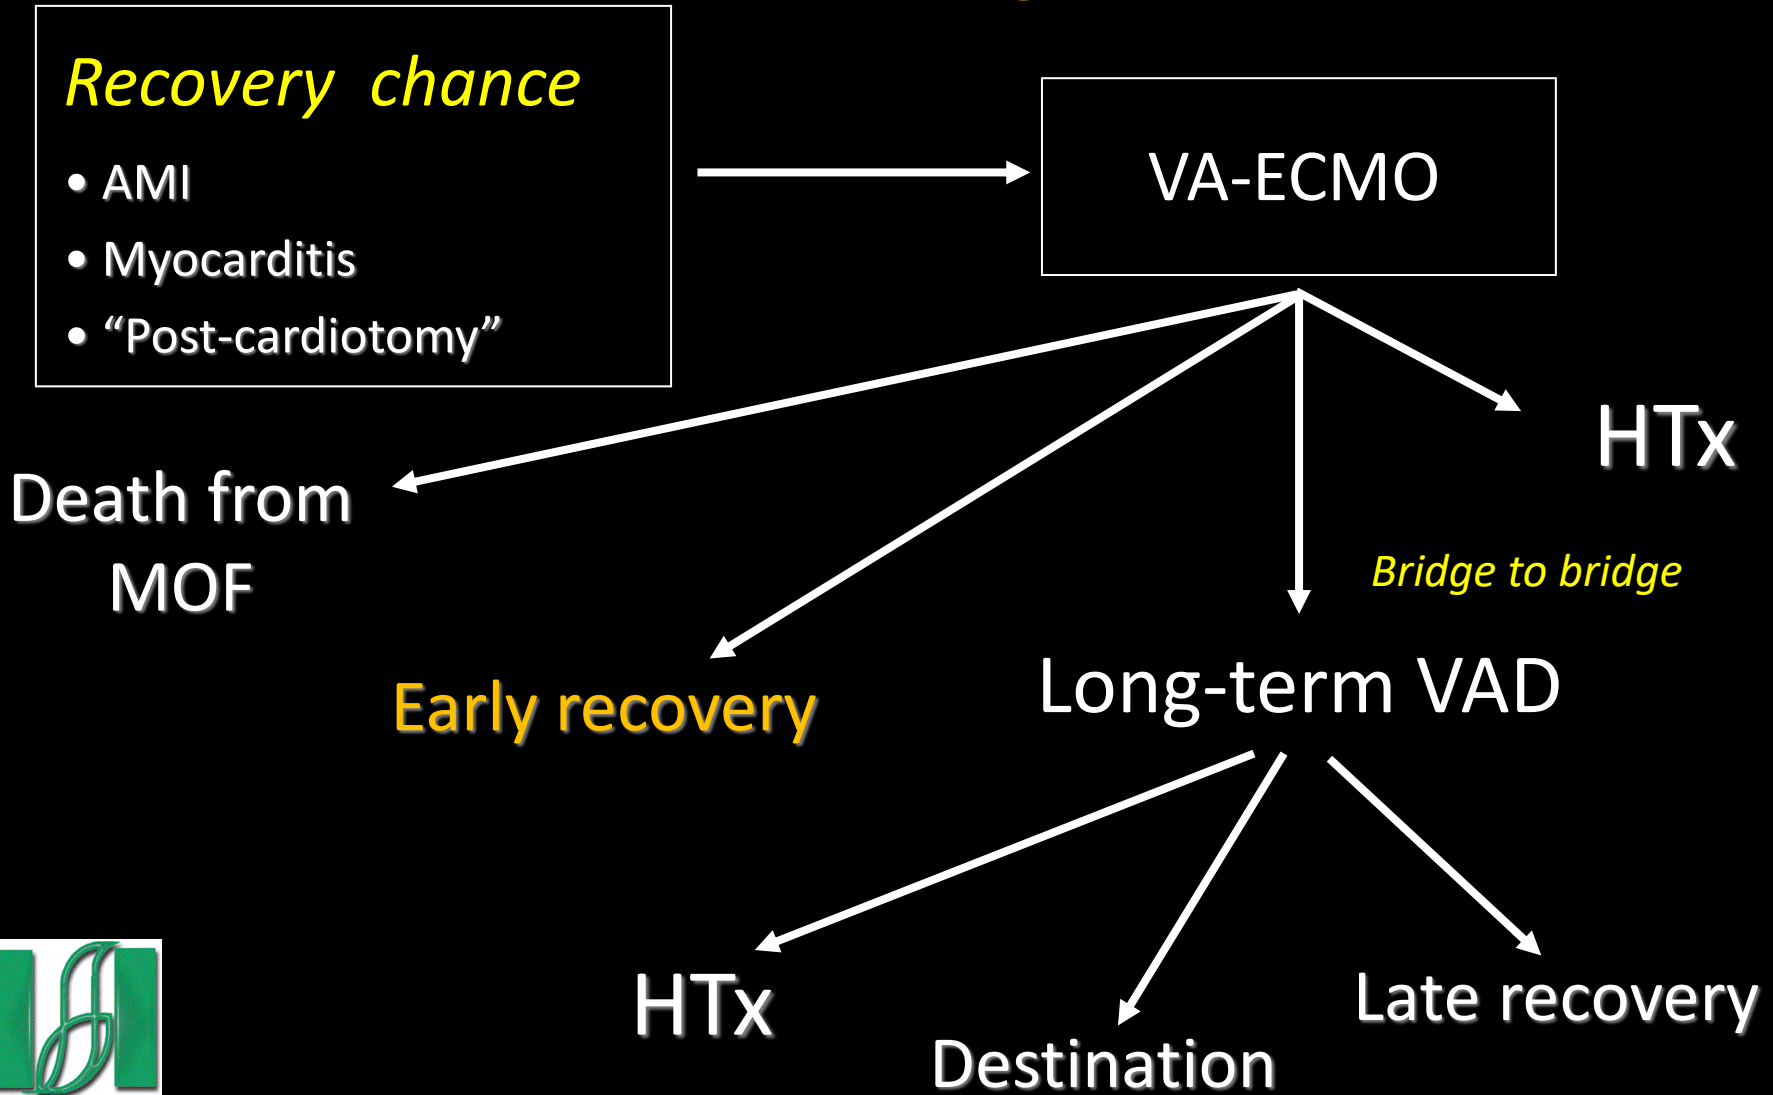 Recovery chance
• AMI
• Myocarditis
• “Post-cardiotomy”
VA-ECMO
HTx
Death from
MOF
Bridge to bridge
Early recovery
Long-term VAD
HTx
Destination
Late recovery